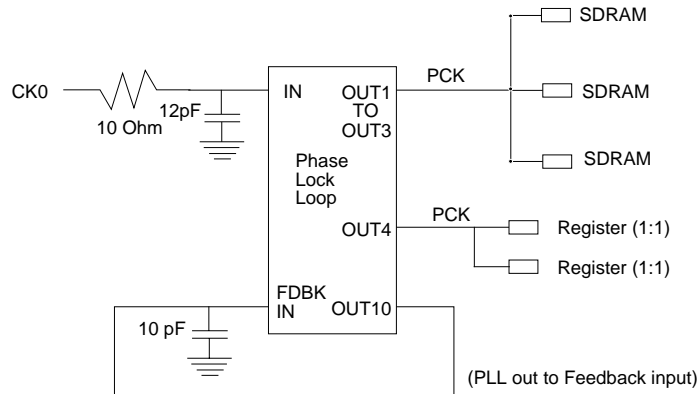 SDRAM
CK0
10 Ohm
12pF
IN
OUT1
TO
OUT3
PCK
SDRAM
SDRAM
Phase
Lock
Loop
OUT4
PCK
Register (1:1)
Register (1:1)
FDBK
IN
OUT10
10 pF
(PLL out to Feedback input)